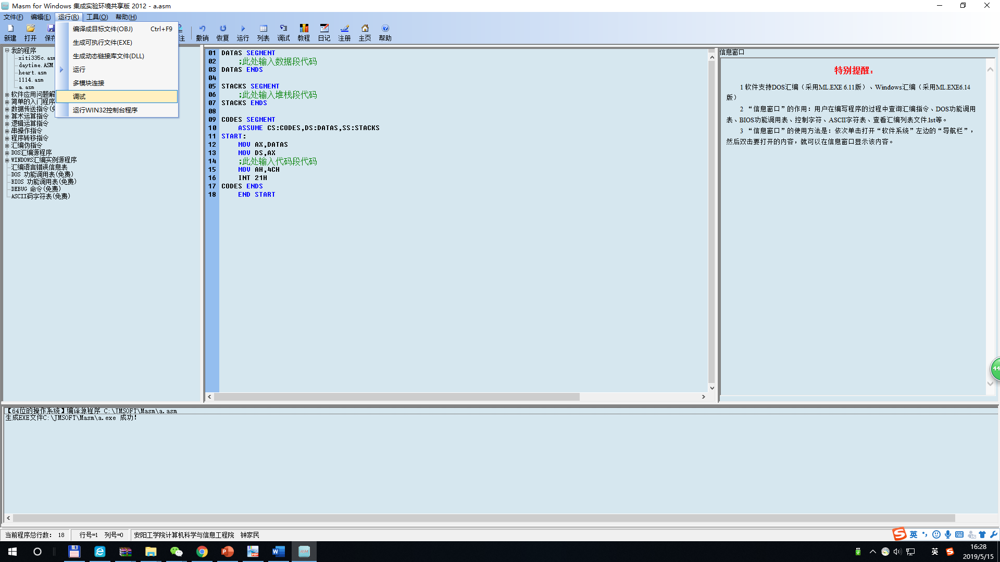 Masm for Windows 集成实验环境共享版 2012 - a.asm
文件(F) 编辑(E) 运行(R) 工具(O) 帮助(H)
新建 打开 保存 注 撤销 恢复 运行 列表 调试 教程 日记 注册 主页 帮助
编译成目标文件(OBJ) Ctrl+F9
生成可执行文件(EXE)
生成动态链接库文件(DLL)
运行
多模块连接
调试
运行WIN32控制台程序
我的程序
xiti335c.asm
daytime.ASM
heart.asm
1114.asm
a.asm
软件应用问题解
简单的入门程序
数据传送指令(免
算术运算指令
逻辑运算指令
串操作指令
程序转移指令
汇编伪指令
DOS汇编源程序
WINDOWS汇编实例源程序
汇编语言错误信息表
DOS 功能调用表(免费)
BIOS 功能调用表(免费)
DEBUG 命令(免费)
ASCII码字符表(免费)
01 DATAS SEGMENT
02 ;此处输入数据段代码
03 DATAS ENDS
04
05 STACKS SEGMENT
06 ;此处输入堆栈段代码
07 STACKS ENDS
08
09 CODES SEGMENT
10 ASSUME CS:CODES,DS:DATAS,SS:STACKS
11 START:
12 MOV AX,DATAS
13 MOV DS,AX
14 ;此处输入代码段代码
15 MOV AH,4CH
16 INT 21H
17 CODES ENDS
18 END START
信息窗口
特别提醒：
1 软件支持DOS汇编（采用ML.EXE 6.11版）、Windows汇编（采用ML.EXE6.14
版）
2 “信息窗口”的作用：用户在编写程序的过程中查询汇编指令、DOS功能调用
表、BIOS功能调用表、控制字符、ASCII字符表、查看汇编列表文件.lst等。
3 “信息窗口”的使用方法是：依次单击打开“软件系统”左边的“导航栏”，
然后双击要打开的内容，就可以在信息窗口显示该内容。
44
【64位的操作系统】编译源程序 C:\JMSOFT\Masm\a.asm
生成EXE文件C:\JMSOFT\Masm\a.exe 成功！
当前程序总行数： 18 行号=1 列号=0 安阳工学院计算机科学与信息工程院 钟家民
英
英
16:28
2019/5/15